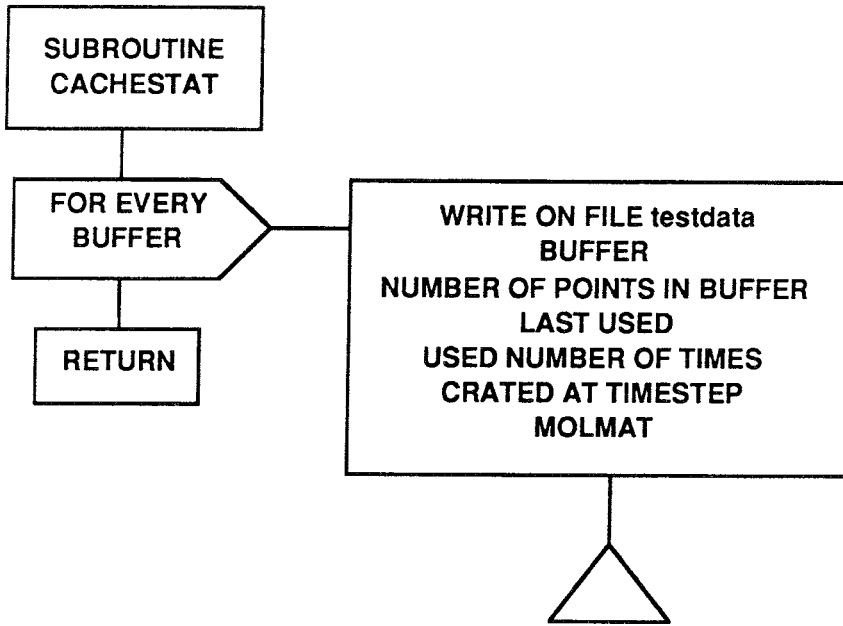 SUBROUTINE
CACHESTAT
FOR EVERY
BUFFER
RETURN
WRITE ON FILE testdata
BUFFER
NUMBER OF POINTS IN BUFFER
LAST USED
USED NUMBER OF TIMES
CRATED AT TIMESTEP
MOLMAT